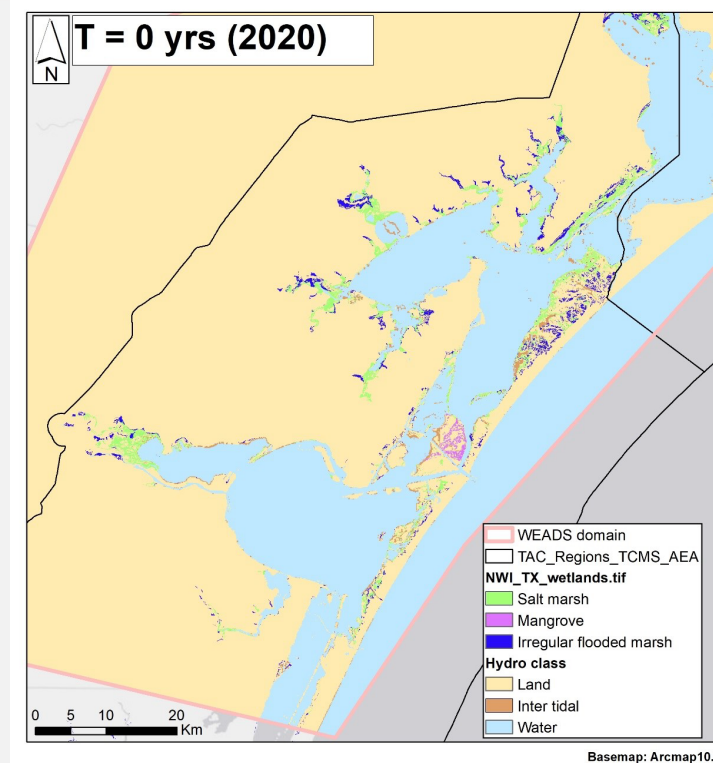 T = 0 yrs (2020)
N
WEADS domain
TAC_Regions_TCMS_AEA
NWI_TX_wetlands.tif
Salt marsh
Mangrove
Irregular flooded marsh
Hydro class
Land
Inter tidal
Water
0 5 10 20
Km
Basemap: Arcmap10.